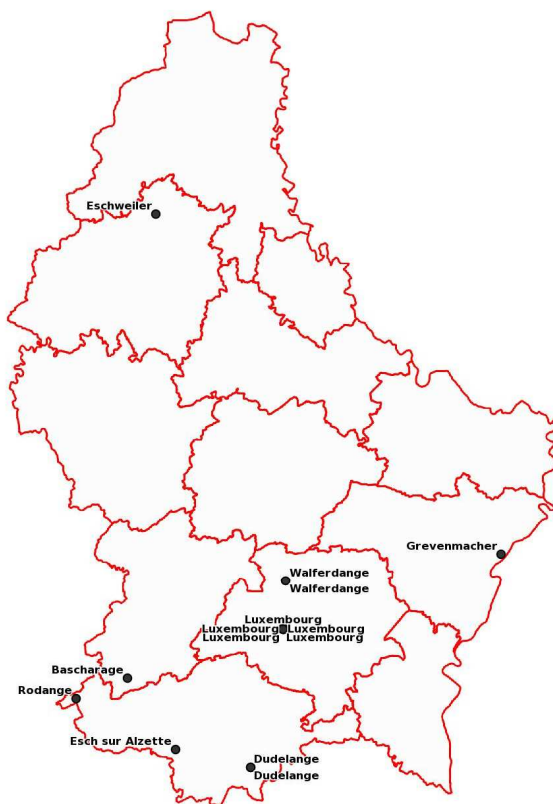 Eschweiler
Grevenmacher
Walferdange
Walferdange
Luxembourg
Luxembourg Luxembourg
Luxembourg Luxembourg
Bascharage
Rodange
Esch sur Alzette
Dudelange
Dudelange